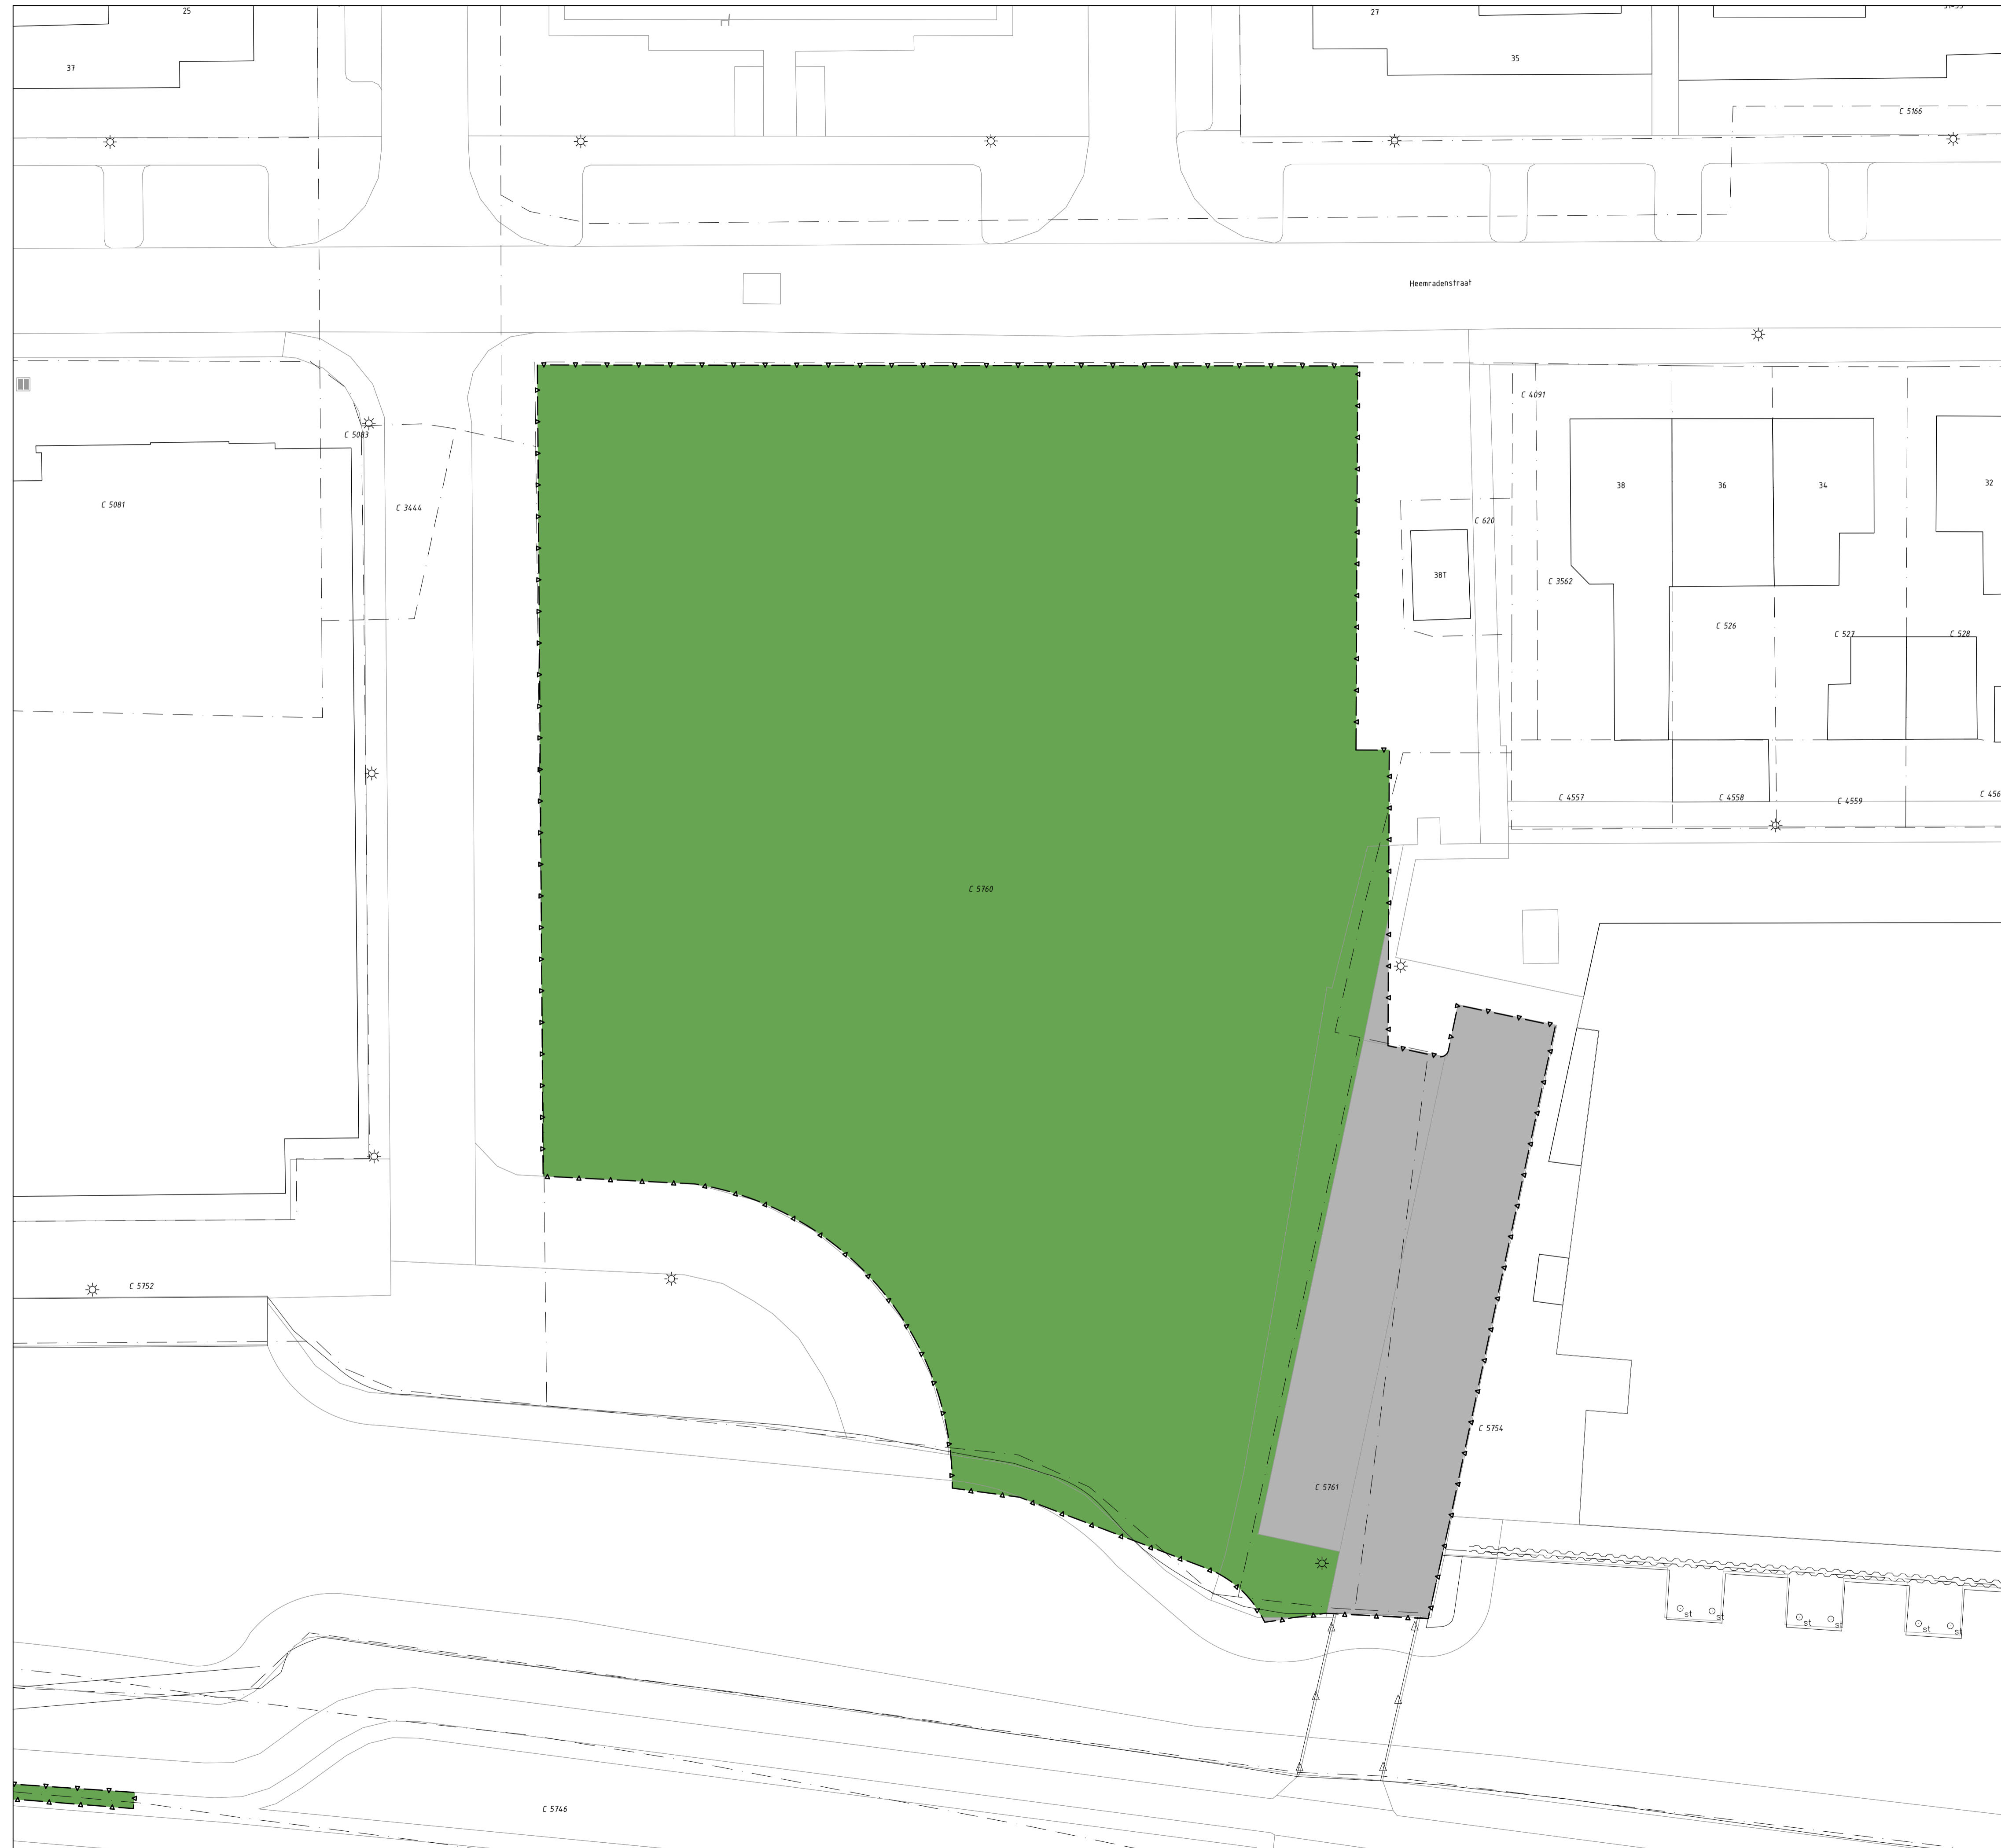 25
27
37
35
C 5166
Heemradenstraat
C 4091
C 5083
38
36
34
32
C 5081
C 3444
C 620
38T
C 3562
C 526
C 527
C 528
C 4557
C 4558
C 4559
C 5760
C 5752
C 5754
C 5761
st
st
st
st
st
st
C 5746